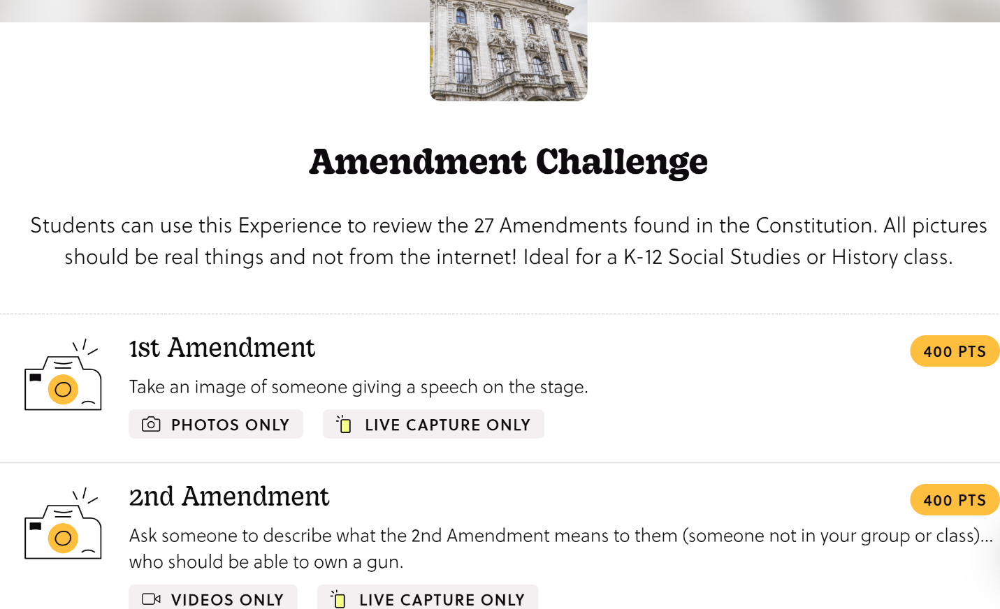 Amendment Challenge
Students can use this Experience to review the 27 Amendments found in the Constitution. All pictures
should be real things and not from the internet! Ideal for a K-12 Social Studies or History class.
1st Amendment
400 PTS
Take an image of someone giving a speech on the stage.
PHOTOS ONLY
LIVE CAPTURE ONLY
2nd Amendment
400 PTS
Ask someone to describe what the 2nd Amendment means to them (someone not in your group or class)...
who should be able to own a gun.
VIDEOS ONLY
LIVE CAPTURE ONLY